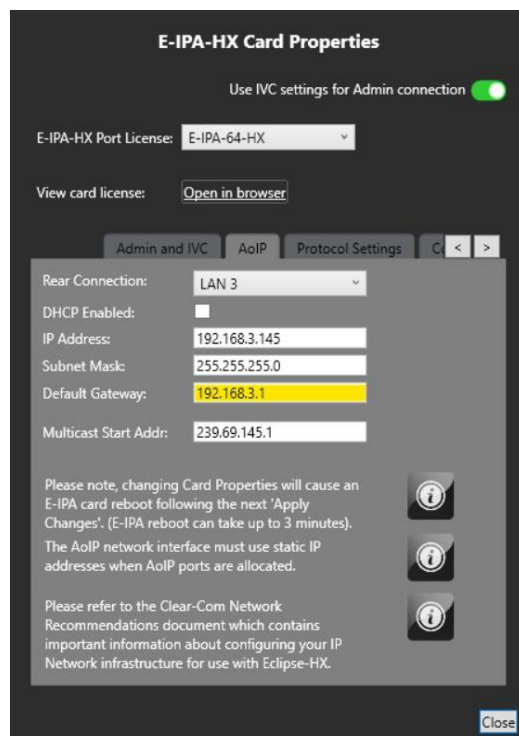 E-IPA-HX Card Properties
Use IVC settings for Admin connection
E-IPA-HX Port License: E-IPA-64-HX
View card license: Open in browser
Admin and IVC AoIP Protocol Settings < >
Rear Connection: LAN 3
DHCP Enabled:
IP Address: 192.168.3.145
Subnet Mask: 255.255.255.0
Default Gateway: 192.168.3.1
Multicast Start Addr: 239.69.145.1
Please note, changing Card Properties will cause an
E-IPA card reboot following the next 'Apply
Changes'. (E-IPA reboot can take up to 3 minutes).
The AoIP network interface must use static IP
addresses when AoIP ports are allocated.
Please refer to the Clear-Com Network
Recommendations document which contains
important information about configuring your IP
Network infrastructure for use with Eclipse-HX.
Close